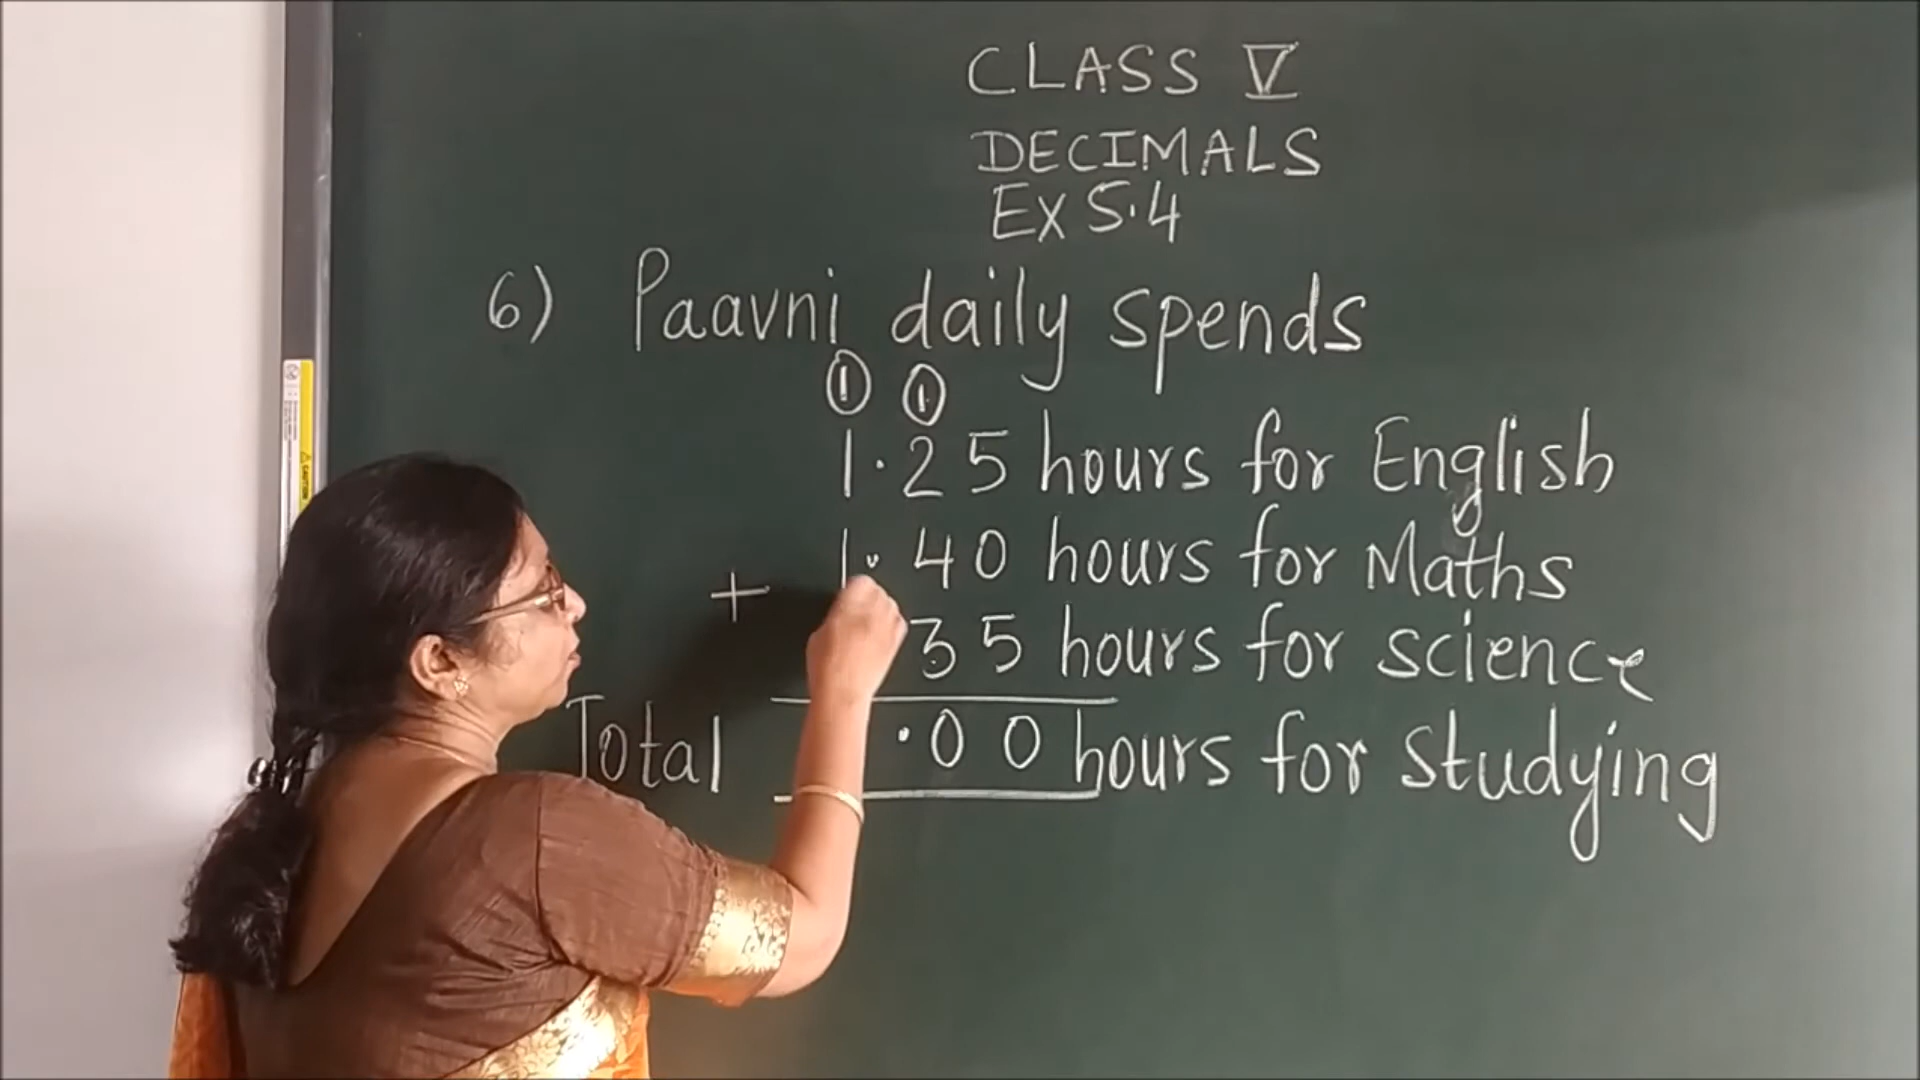 CLASS V
DECIMALS
EX 5.4
6) Paavni daily spends
1 1
1.25 hours for English
1.40 hours for Maths
+
35 hours for science
Total .00 hours for studying
CAUTION